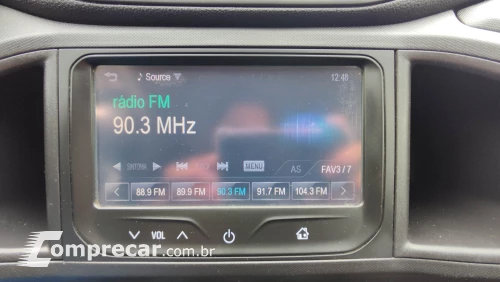 ♪ Source
12:48
rádio FM
90.3 MHz
SINTONIA
MENU
AS
FAV3 / 7
88.9 FM
89.9 FM
90.3 FM
91.7 FM
104.3 FM
VOL
Comprecar.com.br